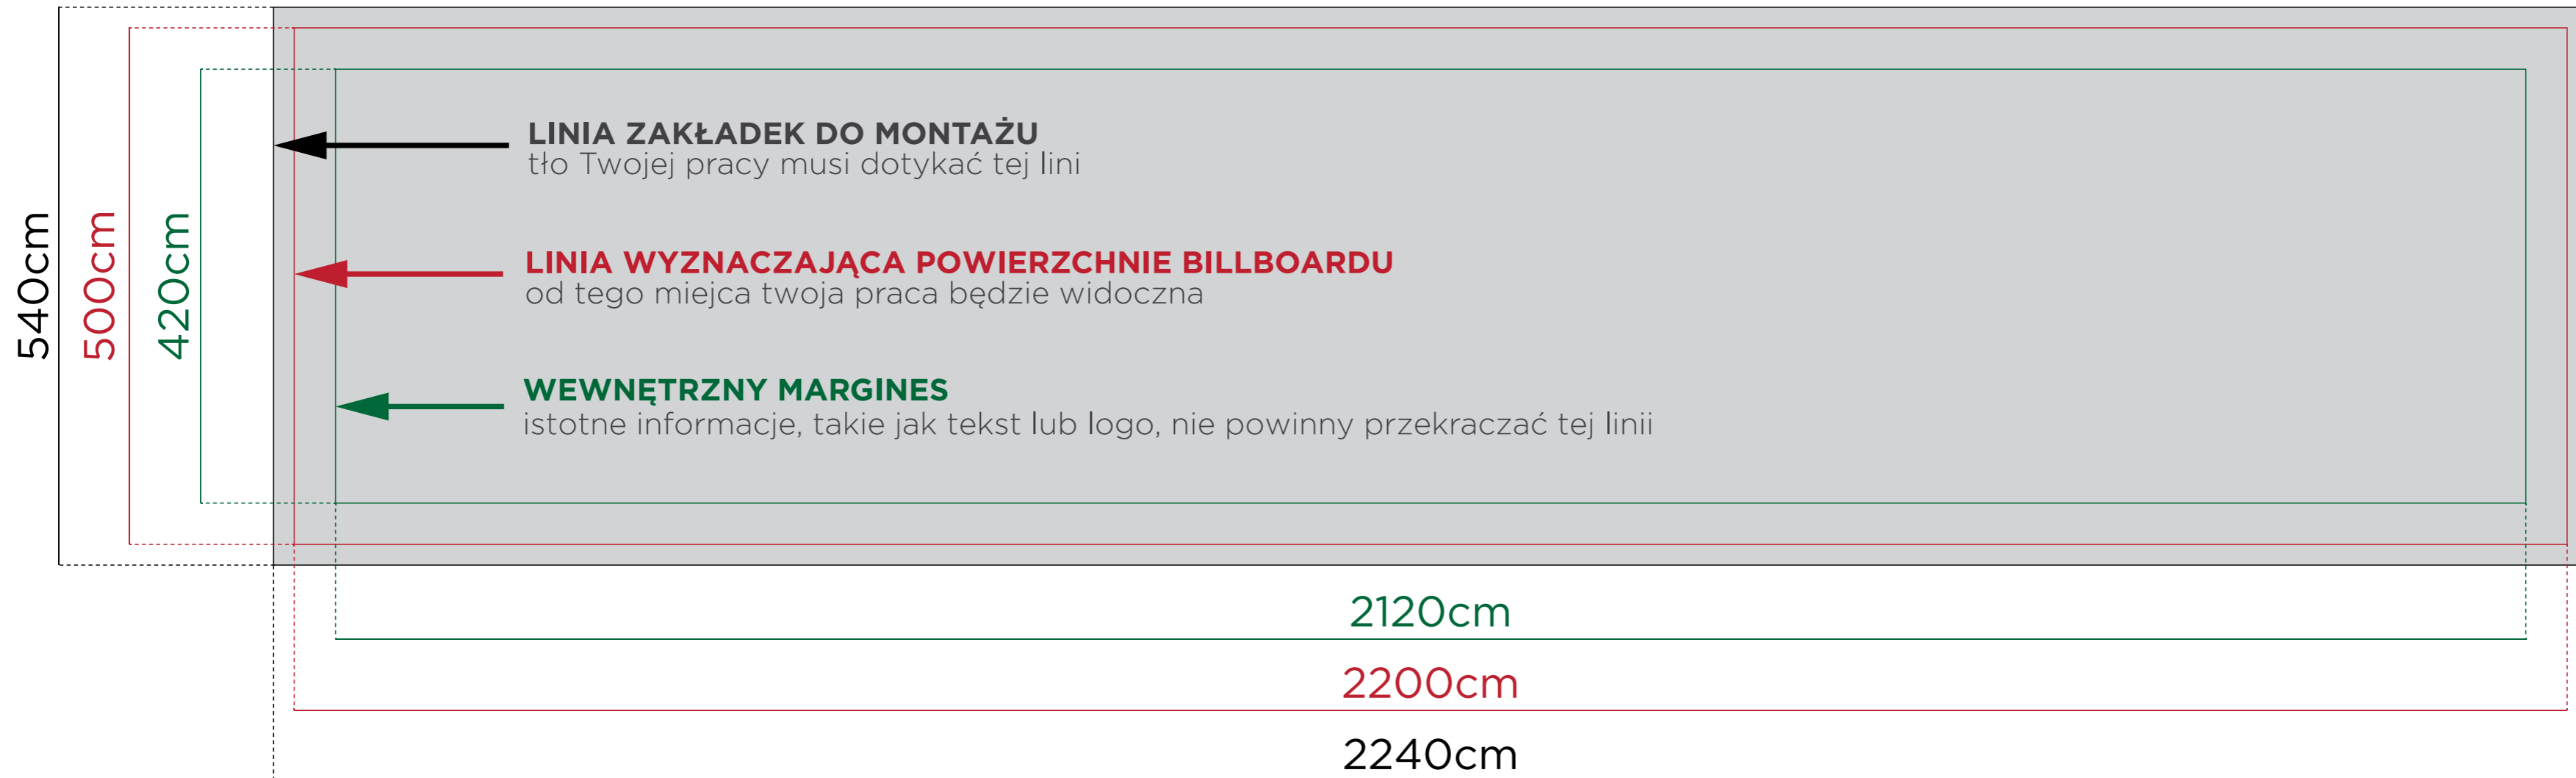 LINIA ZAKŁADEK DO MONTAŻU
tło Twojej pracy musi dotykać tej lini
LINIA WYZNACZAJĄCA POWIERZCHNIE BILLBOARDU
od tego miejca twoja praca będzie widoczna
WEWNĘTRZNY MARGINES
istotne informacje, takie jak tekst lub logo, nie powinny przekraczać tej linii
540cm
500cm
420cm
2120cm
2200cm
2240cm